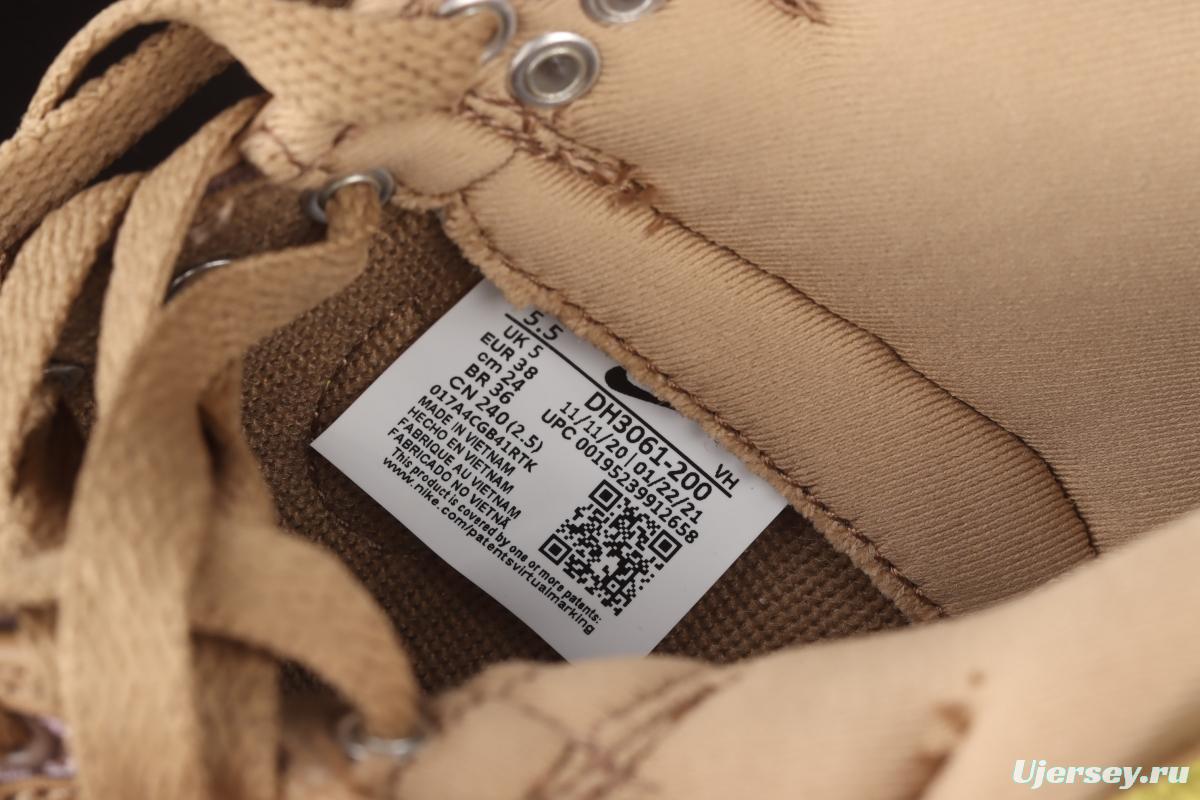 5.5
UK 5
EUR 38
cm 24
BR 36
CN 240(2.5)
017A4CGB41RTK
MADE IN VIETNAM
HECHO EN VIETNAM
FABRIQUE AU VIETNAM
FABRICADO NO VIETNÃ
This product is covered by one or more patents:
www.nike.com/patentsvirtualmarking
VH
DH3061-200
11/11/20 | 01/22/21
UPC 00195239912658
Ujersey.ru